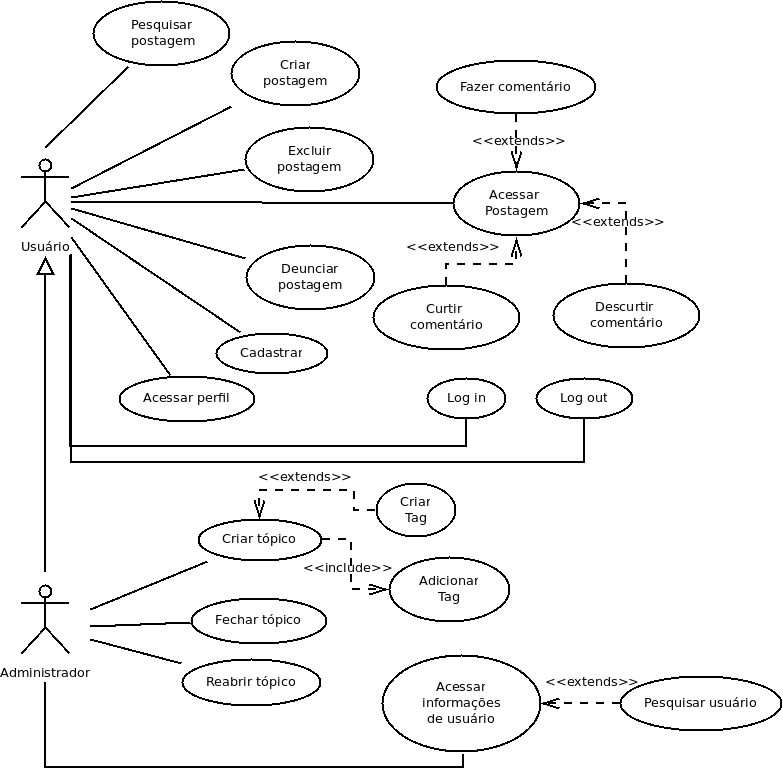 Pesquisar
postagem
Criar
postagem
Fazer comentário
<<extends>>
Excluir
postagem
Acessar
Postagem
<<extends>>
Usuário
<<extends>>
Deunciar
postagem
Curtir
comentário
Descurtir
comentário
Cadastrar
Acessar perfil
Log in
Log out
<<extends>>
Criar
Tag
Criar tópico
<<include>>
Adicionar
Tag
Fechar tópico
Administrador
Reabrir tópico
Acessar
informações
de usuário
<<extends>>
Pesquisar usuário